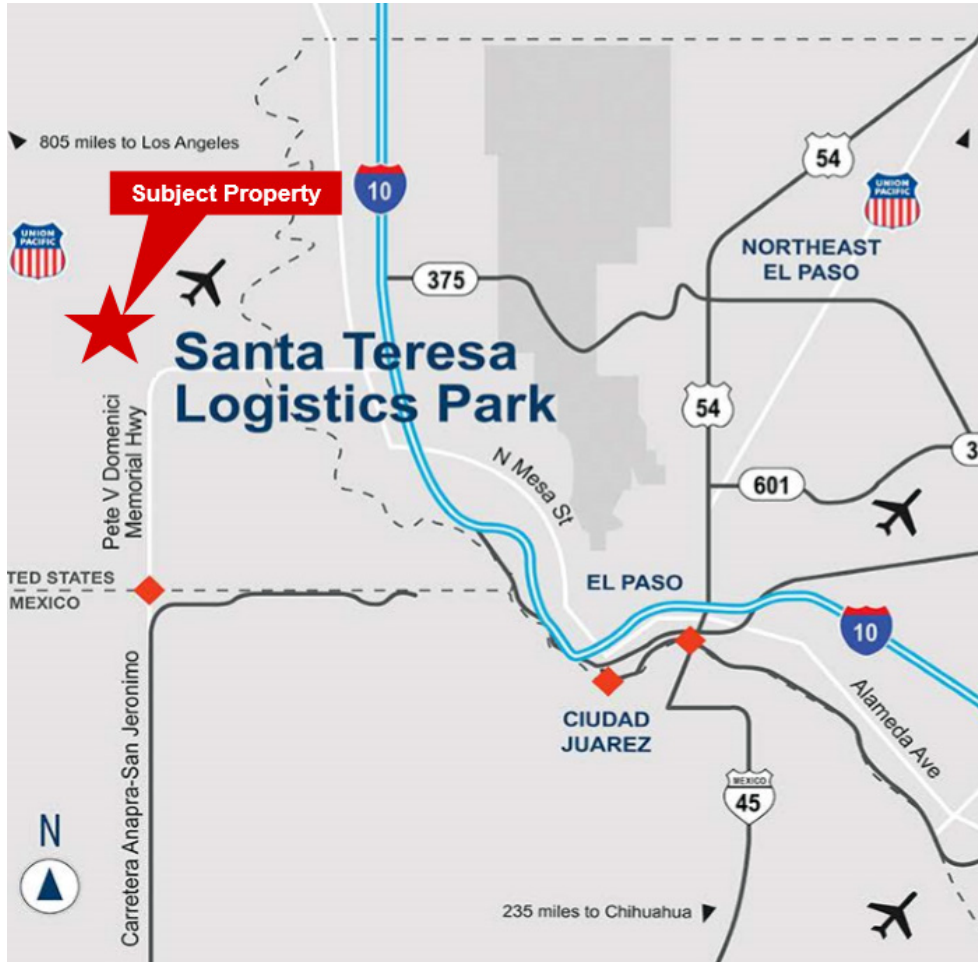 805 miles to Los Angeles
Subject Property
10
54
UNION
PACIFIC
UNION
PACIFIC
NORTHEAST
EL PASO
375
Santa Teresa
Logistics Park
54
Pete V Domenici
Memorial Hwy
N Mesa St
601
3
TED STATES
MEXICO
EL PASO
10
CIUDAD
JUAREZ
Alameda Ave
MEXICO
45
Carretera Anapra-San Jeronimo
N
235 miles to Chihuahua